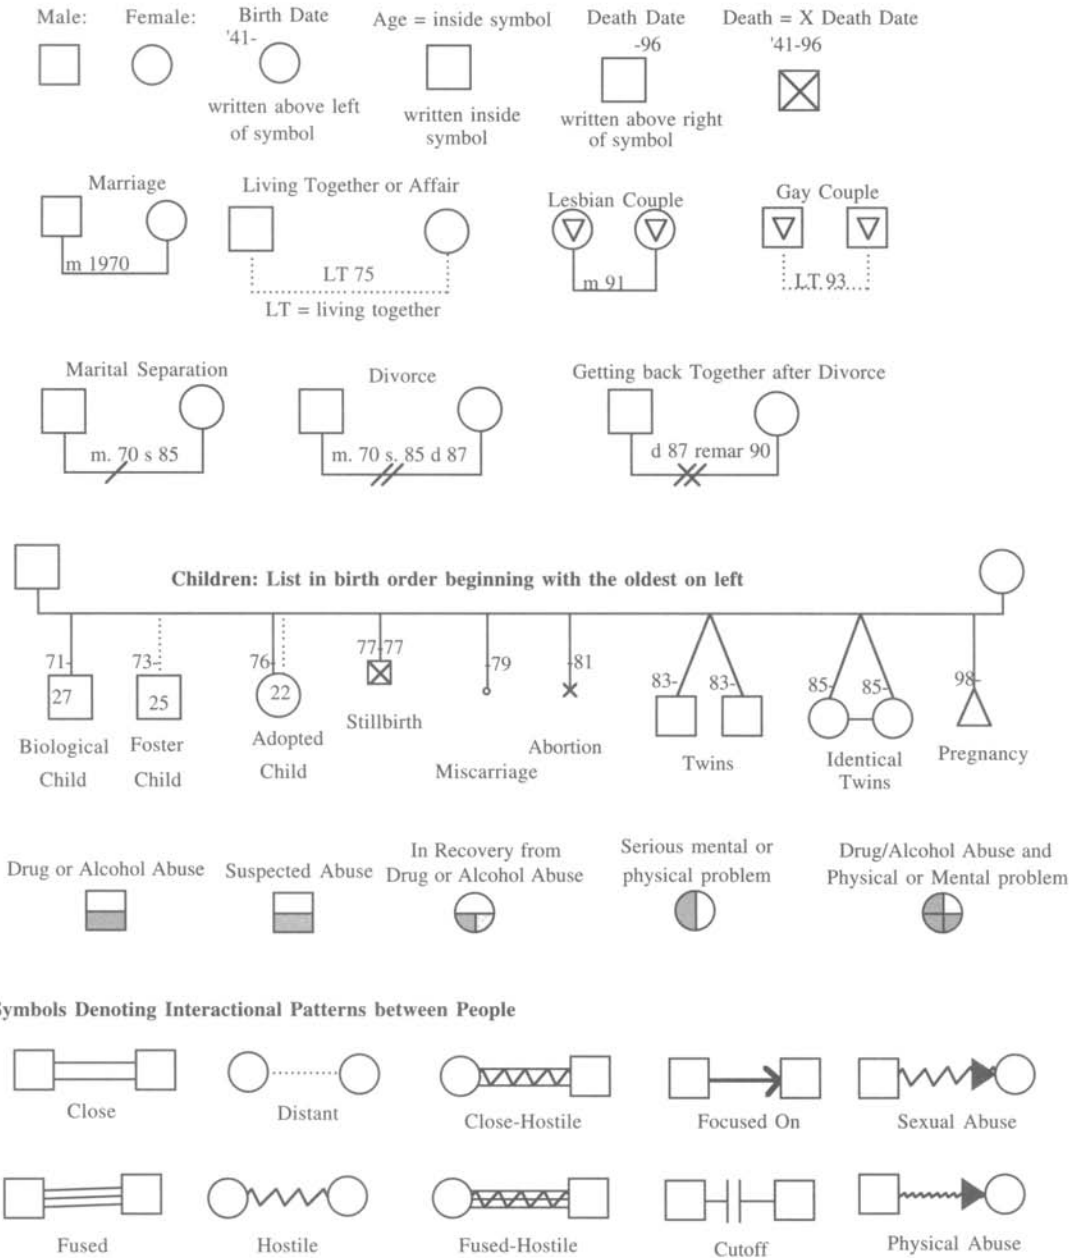 Male: Female: Birth Date Age = inside symbol Death Date Death = X Death Date
'41- -96 '41-96
written above left of symbol
written inside symbol
written above right of symbol
Marriage Living Together or Affair Lesbian Couple Gay Couple
m 1970 LT 75 m 91 LT 93
LT = living together
Marital Separation Divorce Getting back Together after Divorce
m. 70 s 85 m. 70 s. 85 d 87 d 87 remar 90
Children: List in birth order beginning with the oldest on left
71- 73- 76- 77-77 -79 -81 83- 83- 85- 85- 98-
27 25 22
Biological Child
Foster Child
Adopted Child
Stillbirth
Miscarriage
Abortion
Twins
Identical Twins
Pregnancy
Drug or Alcohol Abuse
Suspected Abuse
In Recovery from
Drug or Alcohol Abuse
Serious mental or
physical problem
Drug/Alcohol Abuse and
Physical or Mental problem
Symbols Denoting Interactional Patterns between People
Close Distant Close-Hostile Focused On Sexual Abuse
Fused Hostile Fused-Hostile Cutoff Physical Abuse